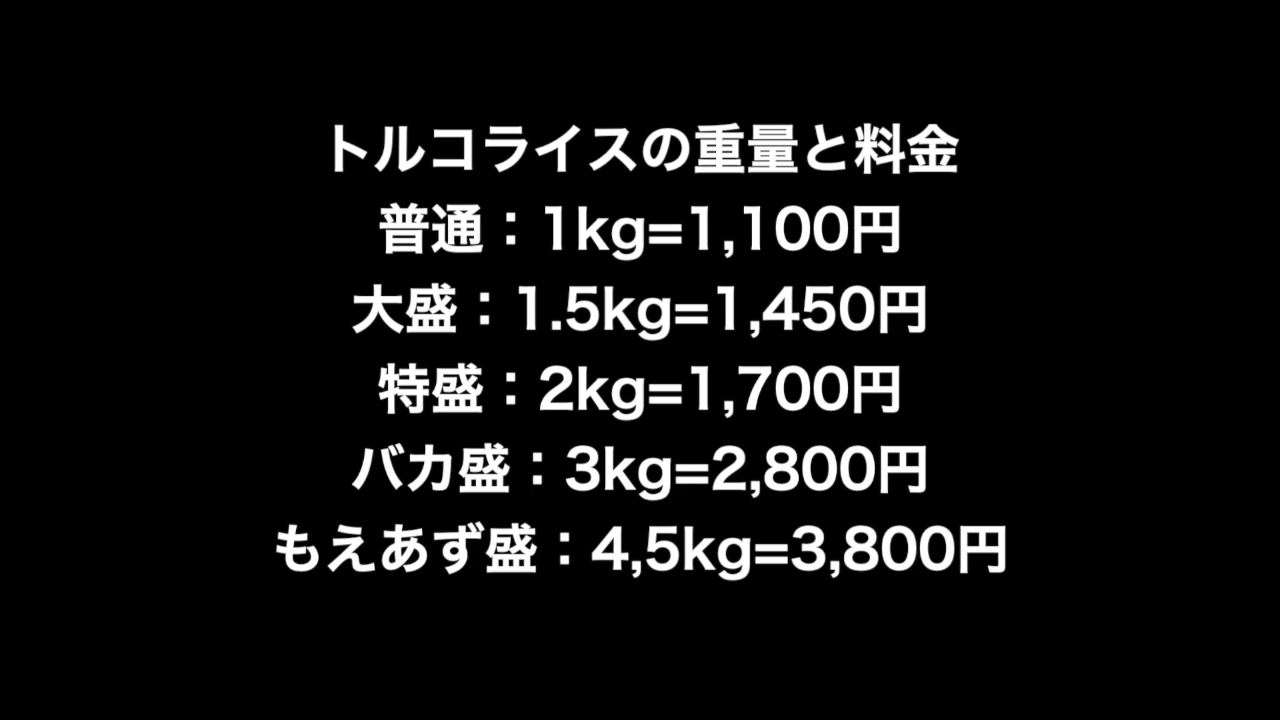 トルコライスの重量と料金
普通：1kg=1,100円
大盛：1.5kg=1,450円
特盛：2kg=1,700円
バカ盛：3kg=2,800円
もえあず盛：4,5kg=3,800円